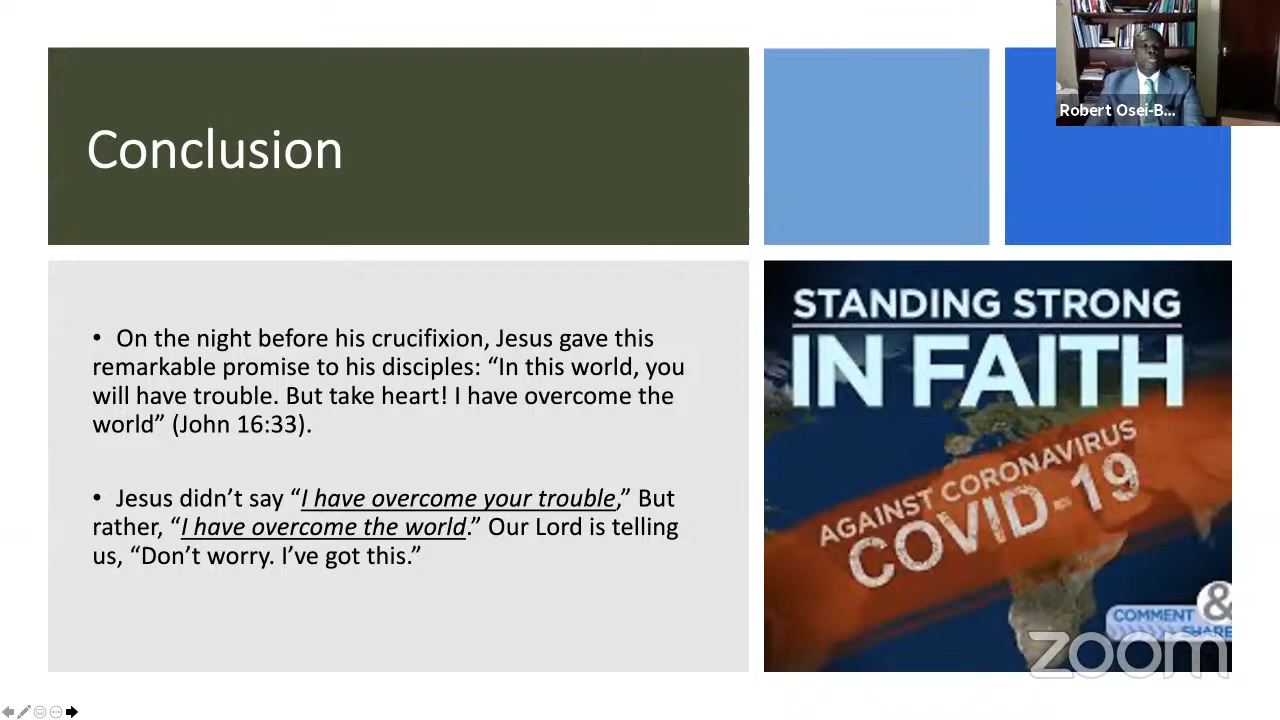 Conclusion
Robert Osei-B...
• On the night before his crucifixion, Jesus gave this
remarkable promise to his disciples: “In this world, you
will have trouble. But take heart! I have overcome the
world” (John 16:33).
• Jesus didn’t say “I have overcome your trouble,” But
rather, “I have overcome the world.” Our Lord is telling
us, “Don’t worry. I’ve got this.”
STANDING STRONG
IN FAITH
AGAINST CORONAVIRUS
COVID-19
COMMENT &
SHARE
zoom